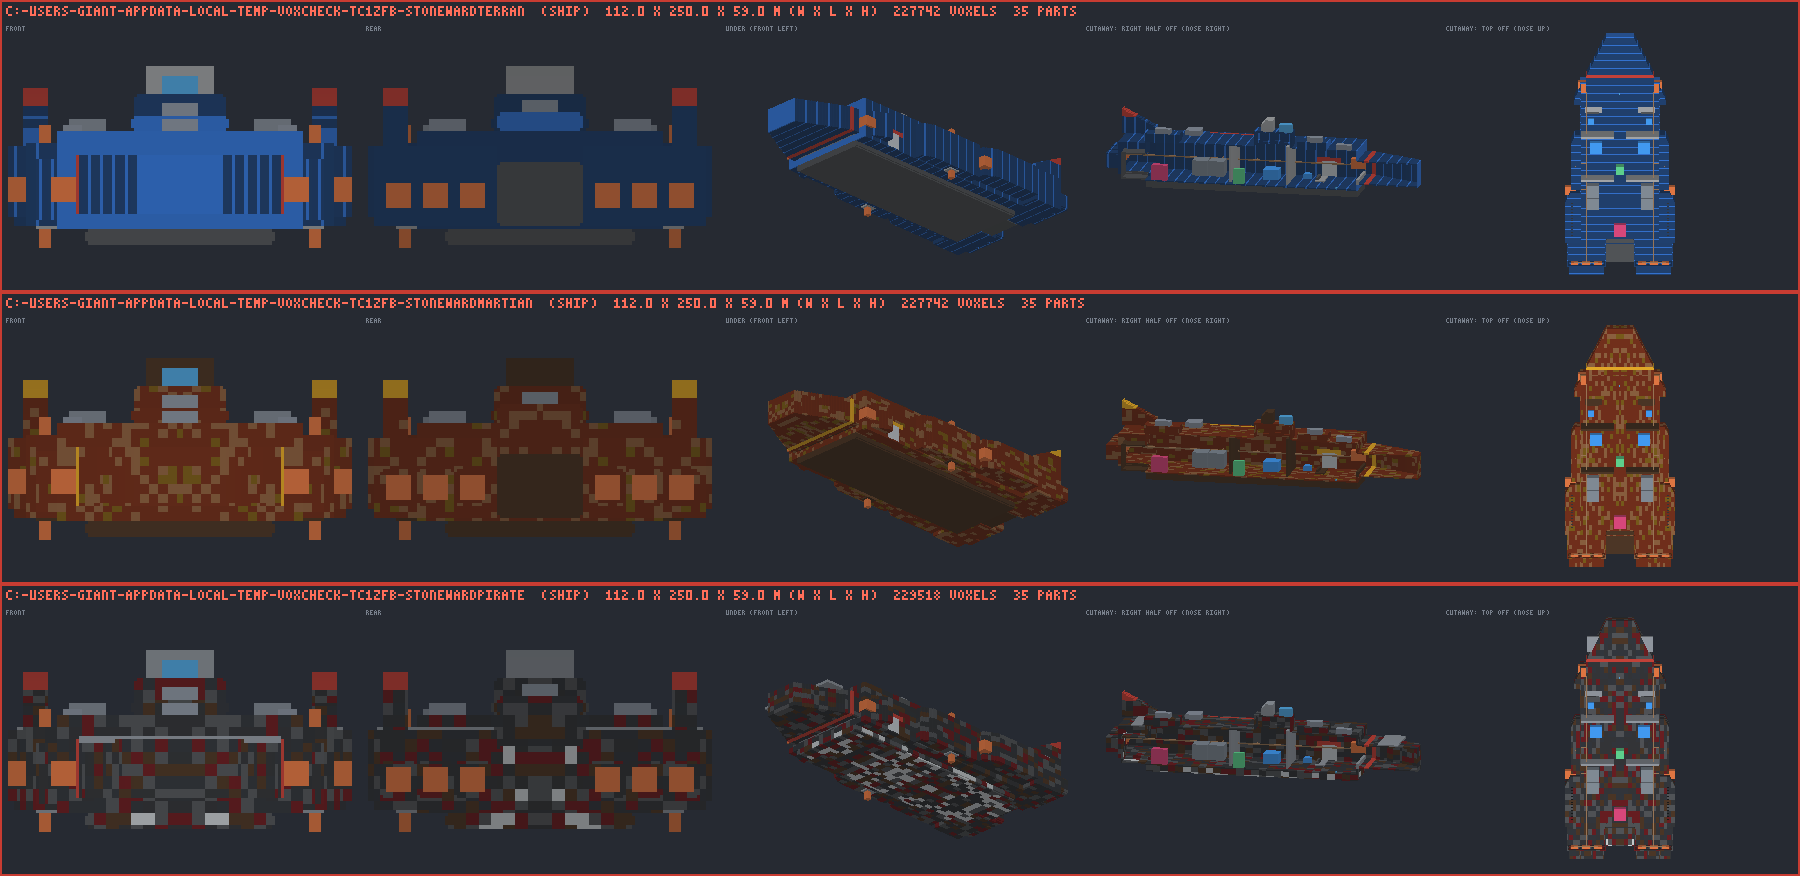 C:-USERS-GIANT-APPDATA-LOCAL-TEMP-VOXCHECK-TC1ZFB-STONEWARDTERRAN (SHIP) 112.0 X 250.0 X 59.0 M (W X L X H) 227742 VOXELS 35 PARTS
FRONT REAR UNDER (FRONT LEFT) CUTAWAY: RIGHT HALF OFF (NOSE RIGHT) CUTAWAY: TOP OFF (NOSE UP)
C:-USERS-GIANT-APPDATA-LOCAL-TEMP-VOXCHECK-TC1ZFB-STONEWARDMARTIAN (SHIP) 112.0 X 250.0 X 59.0 M (W X L X H) 227742 VOXELS 35 PARTS
FRONT REAR UNDER (FRONT LEFT) CUTAWAY: RIGHT HALF OFF (NOSE RIGHT) CUTAWAY: TOP OFF (NOSE UP)
C:-USERS-GIANT-APPDATA-LOCAL-TEMP-VOXCHECK-TC1ZFB-STONEWARDPIRATE (SHIP) 112.0 X 250.0 X 59.0 M (W X L X H) 229518 VOXELS 35 PARTS
FRONT REAR UNDER (FRONT LEFT) CUTAWAY: RIGHT HALF OFF (NOSE RIGHT) CUTAWAY: TOP OFF (NOSE UP)